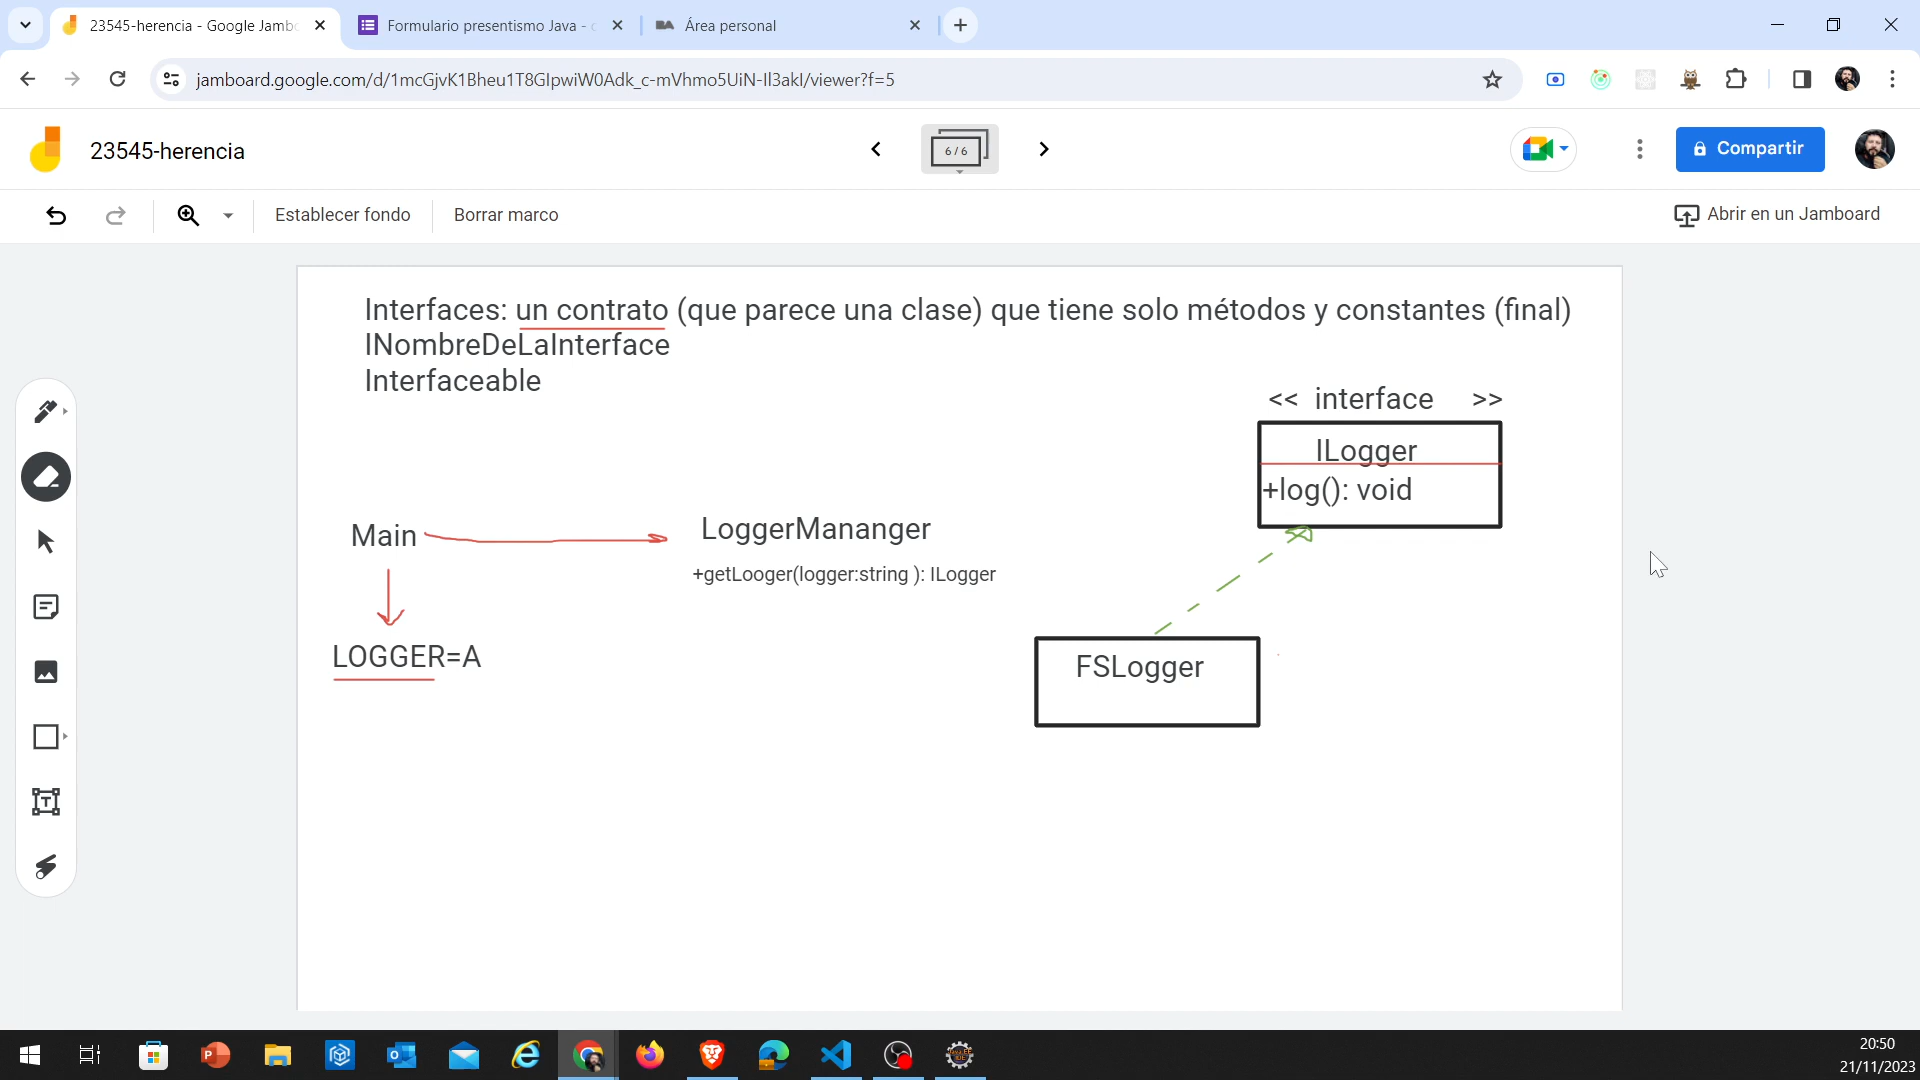 23545-herencia - Google Jambo
Formulario presentismo Java - c
Área personal
jamboard.google.com/d/1mcGjvK1Bheu1T8GIpwiW0Adk_c-mVhmo5UiN-Il3akI/viewer?f=5
23545-herencia
6 / 6
Compartir
Establecer fondo
Borrar marco
Abrir en un Jamboard
Interfaces: un contrato (que parece una clase) que tiene solo métodos y constantes (final)
INombreDeLaInterface
Interfaceable
<< interface >>
ILogger
+log(): void
Main
LoggerMananger
+getLooger(logger:string ): ILogger
LOGGER=A
FSLogger
20:50
21/11/2023